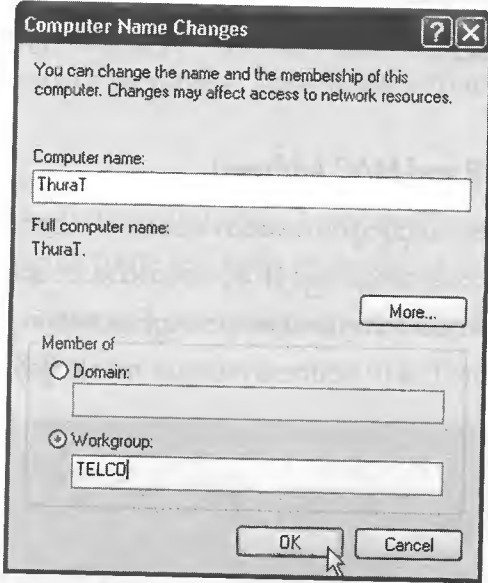 Computer Name Changes
You can change the name and the membership of this
computer. Changes may affect access to network resources.
Computer name:
ThuraT
Full computer name:
ThuraT.
More...
Member of
Domain:
Workgroup:
TELCO
OK
Cancel